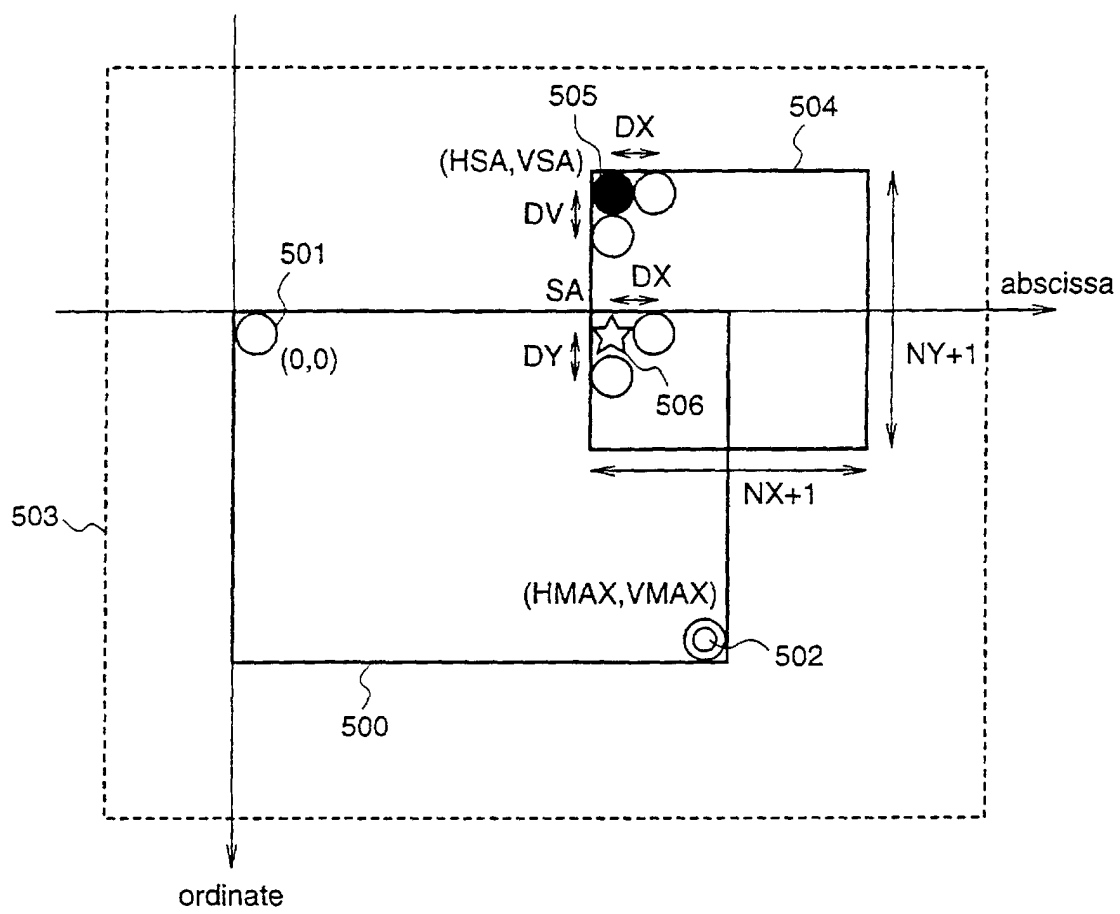 505
504
DX
(HSA,VSA)
DV
501
SA
DX
abscissa
(0,0)
DY
NY+1
506
NX+1
503
(HMAX,VMAX)
502
500
ordinate